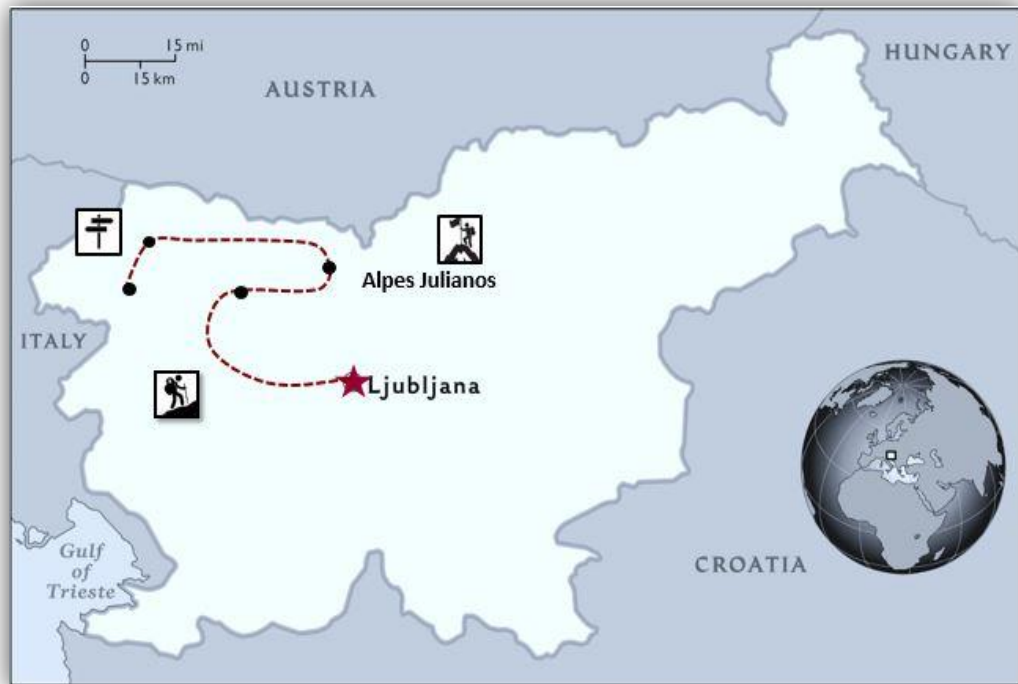 0 15 mi
0 15 km
HUNGARY
AUSTRIA
Alpes Julianos
ITALY
Ljubljana
Gulf
of
Trieste
CROATIA